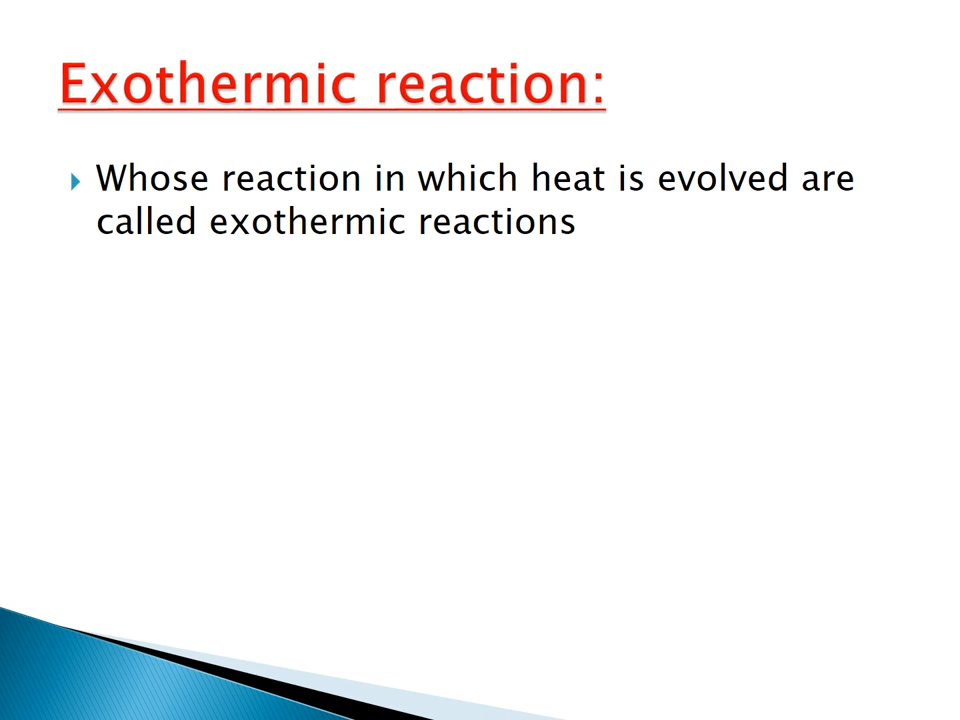 Exothermic reaction:
Whose reaction in which heat is evolved are
called exothermic reactions